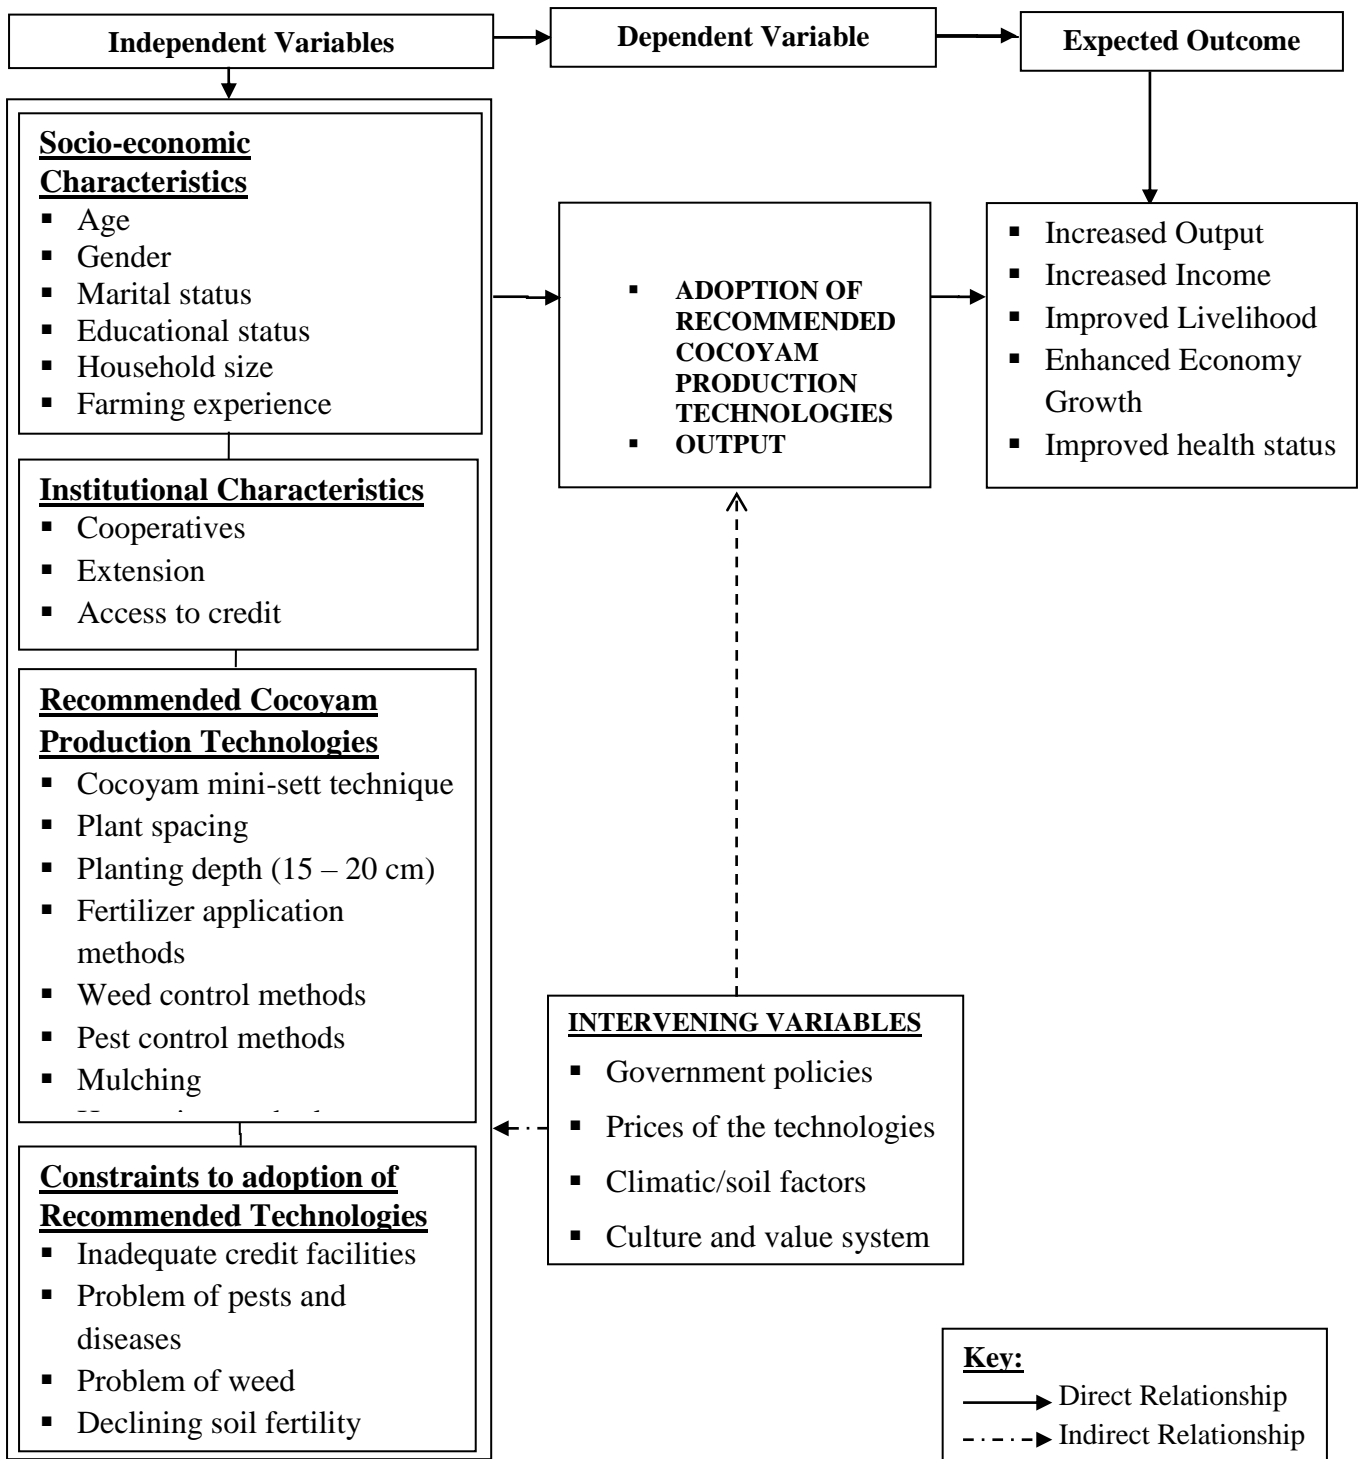 Independent Variables
Dependent Variable
Expected Outcome
Socio-economic
Characteristics
▪ Age
▪ Gender
▪ Marital status
▪ Educational status
▪ Household size
▪ Farming experience
Institutional Characteristics
▪ Cooperatives
▪ Extension
▪ Access to credit
Recommended Cocoyam
Production Technologies
▪ Cocoyam mini-sett technique
▪ Plant spacing
▪ Planting depth (15 – 20 cm)
▪ Fertilizer application
methods
▪ Weed control methods
▪ Pest control methods
▪ Mulching
Constraints to adoption of
Recommended Technologies
▪ Inadequate credit facilities
▪ Problem of pests and
diseases
▪ Problem of weed
▪ Declining soil fertility
▪ ADOPTION OF
RECOMMENDED
COCOYAM
PRODUCTION
TECHNOLOGIES
▪ OUTPUT
▪ Increased Output
▪ Increased Income
▪ Improved Livelihood
▪ Enhanced Economy
Growth
▪ Improved health status
INTERVENING VARIABLES
▪ Government policies
▪ Prices of the technologies
▪ Climatic/soil factors
▪ Culture and value system
Key:
Direct Relationship
Indirect Relationship